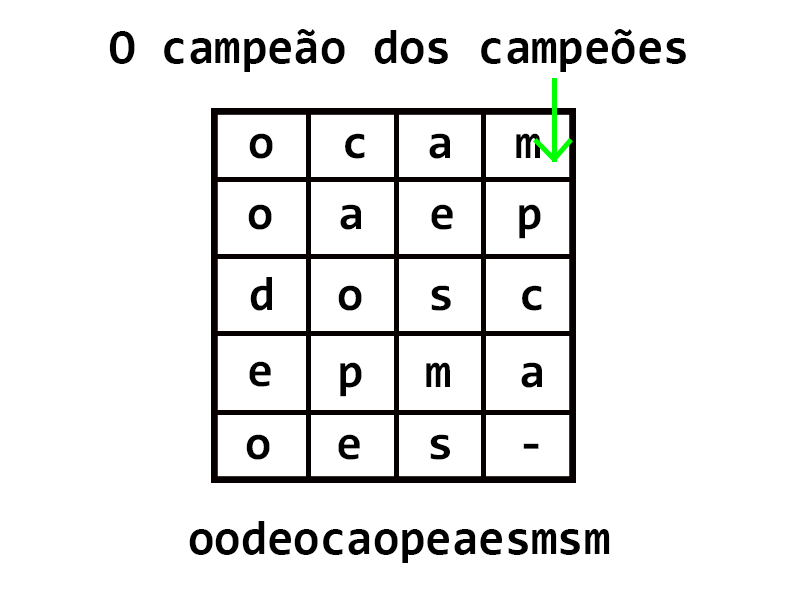 O campeão dos campeões
o c a m
o a e p
d o s c
e p m a
o e s -
oodeocaopeaesmsm